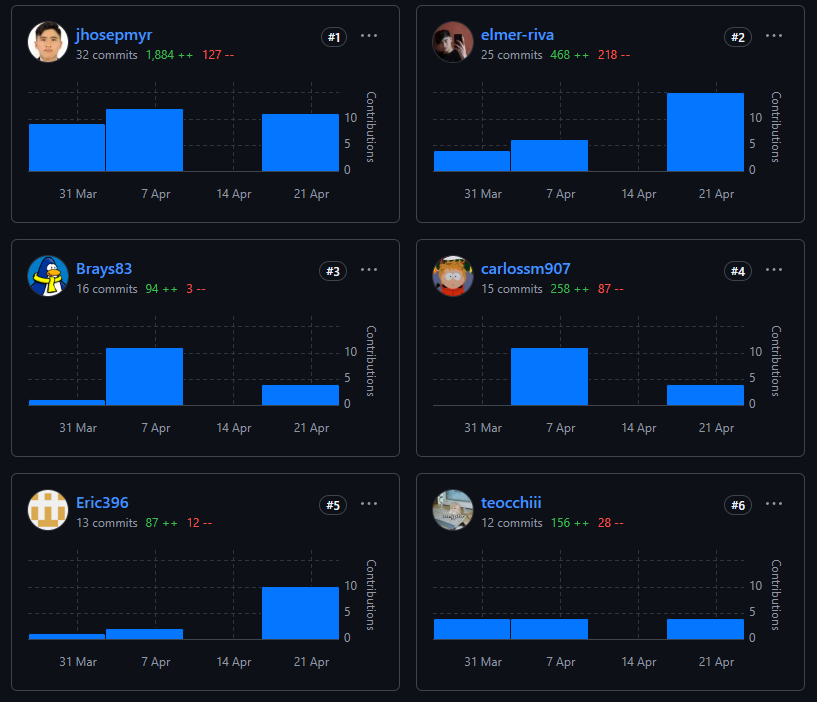 jhosepmyr #1 ···
32 commits 1,884 ++ 127 --
Contributions
10
5
0
31 Mar 7 Apr 14 Apr 21 Apr
elmer-riva #2 ···
25 commits 468 ++ 218 --
Contributions
10
5
0
31 Mar 7 Apr 14 Apr 21 Apr
Brays83 #3 ···
16 commits 94 ++ 3 --
Contributions
10
5
0
31 Mar 7 Apr 14 Apr 21 Apr
carlossm907 #4 ···
15 commits 258 ++ 87 --
Contributions
10
5
0
31 Mar 7 Apr 14 Apr 21 Apr
Eric396 #5 ···
13 commits 87 ++ 12 --
Contributions
10
5
0
31 Mar 7 Apr 14 Apr 21 Apr
teocchiii #6 ···
12 commits 156 ++ 28 --
Contributions
10
5
0
31 Mar 7 Apr 14 Apr 21 Apr